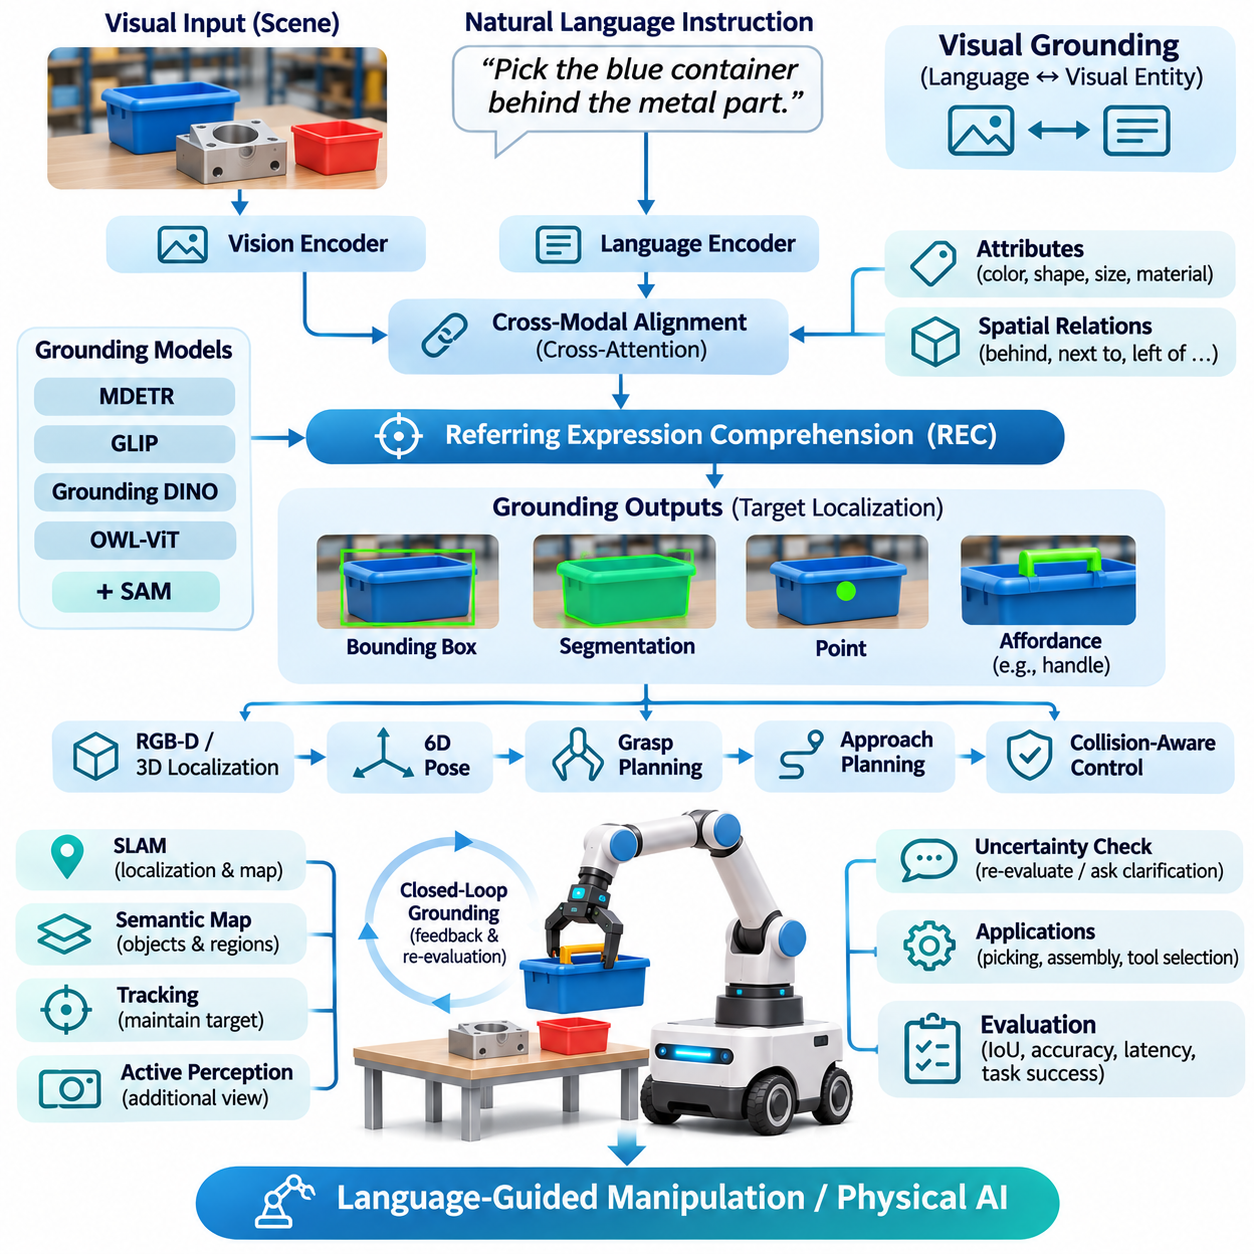 Visual Input (Scene)
Natural Language Instruction
“Pick the blue container
behind the metal part.”
Visual Grounding
(Language ↔ Visual Entity)
Vision Encoder
Language Encoder
Attributes
(color, shape, size, material)
Cross-Modal Alignment
(Cross-Attention)
Spatial Relations
(behind, next to, left of ...)
Grounding Models
MDETR
GLIP
Grounding DINO
OWL-ViT
+ SAM
Referring Expression Comprehension (REC)
Grounding Outputs (Target Localization)
Bounding Box
Segmentation
Point
Affordance
(e.g., handle)
RGB-D /
3D Localization
6D
Pose
Grasp
Planning
Approach
Planning
Collision-Aware
Control
SLAM
(localization & map)
Semantic Map
(objects & regions)
Tracking
(maintain target)
Active Perception
(additional view)
Closed-Loop
Grounding
(feedback &
re-evaluation)
Uncertainty Check
(re-evaluate / ask clarification)
Applications
(picking, assembly, tool selection)
Evaluation
(IoU, accuracy, latency,
task success)
Language-Guided Manipulation / Physical AI